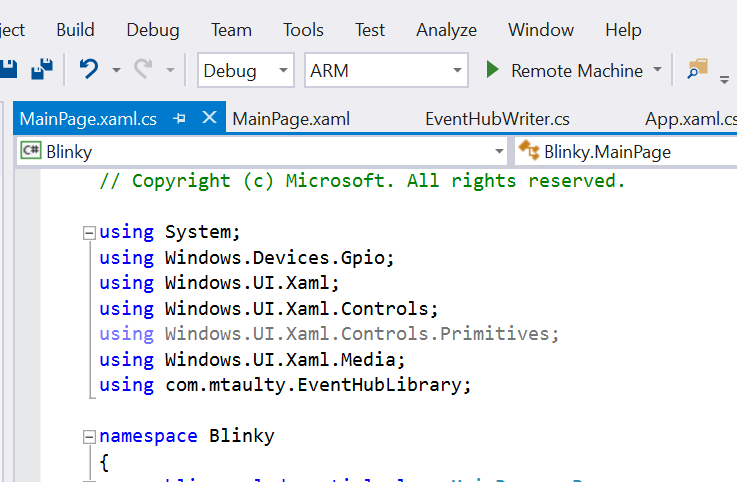 ject Build Debug Team Tools Test Analyze Window Help
Debug ARM Remote Machine
MainPage.xaml.cs MainPage.xaml EventHubWriter.cs App.xaml.cs
C# Blinky Blinky.MainPage
// Copyright (c) Microsoft. All rights reserved.
using System;
using Windows.Devices.Gpio;
using Windows.UI.Xaml;
using Windows.UI.Xaml.Controls;
using Windows.UI.Xaml.Controls.Primitives;
using Windows.UI.Xaml.Media;
using com.mtaulty.EventHubLibrary;
namespace Blinky
{